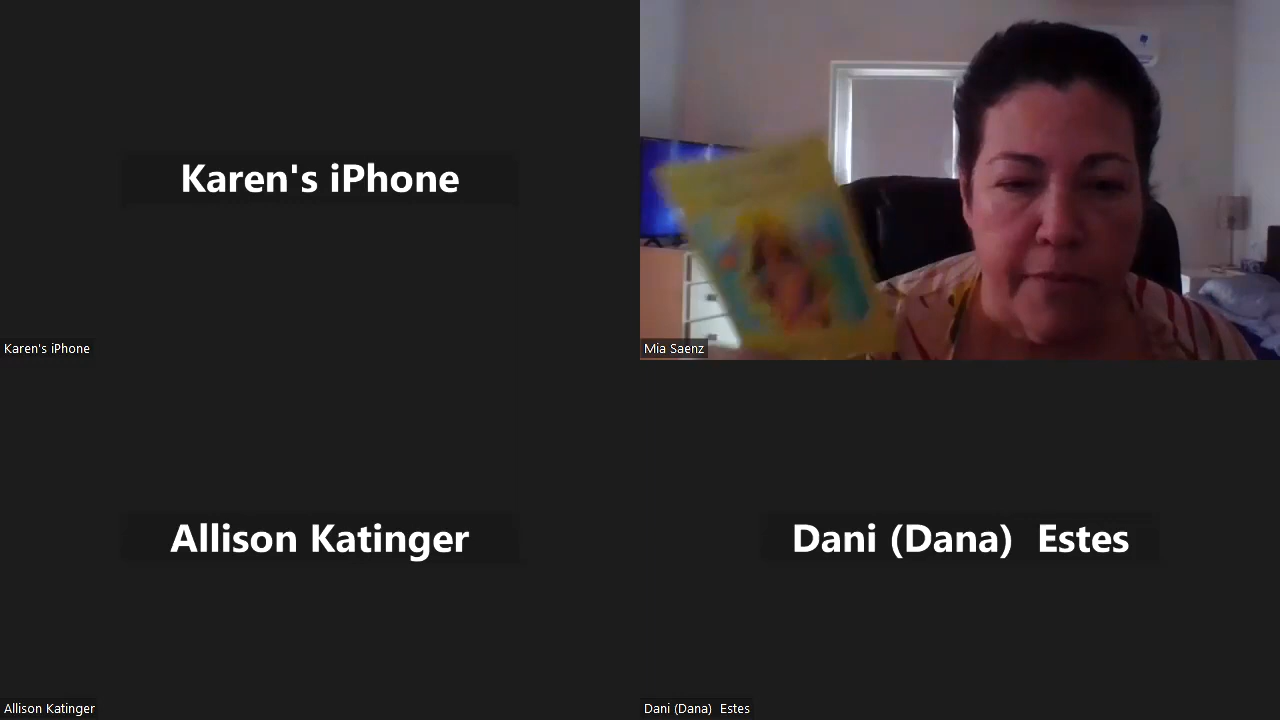 Karen's iPhone
Karen's iPhone
Mia Saenz
Allison Katinger
Dani (Dana)  Estes
Allison Katinger
Dani (Dana)  Estes